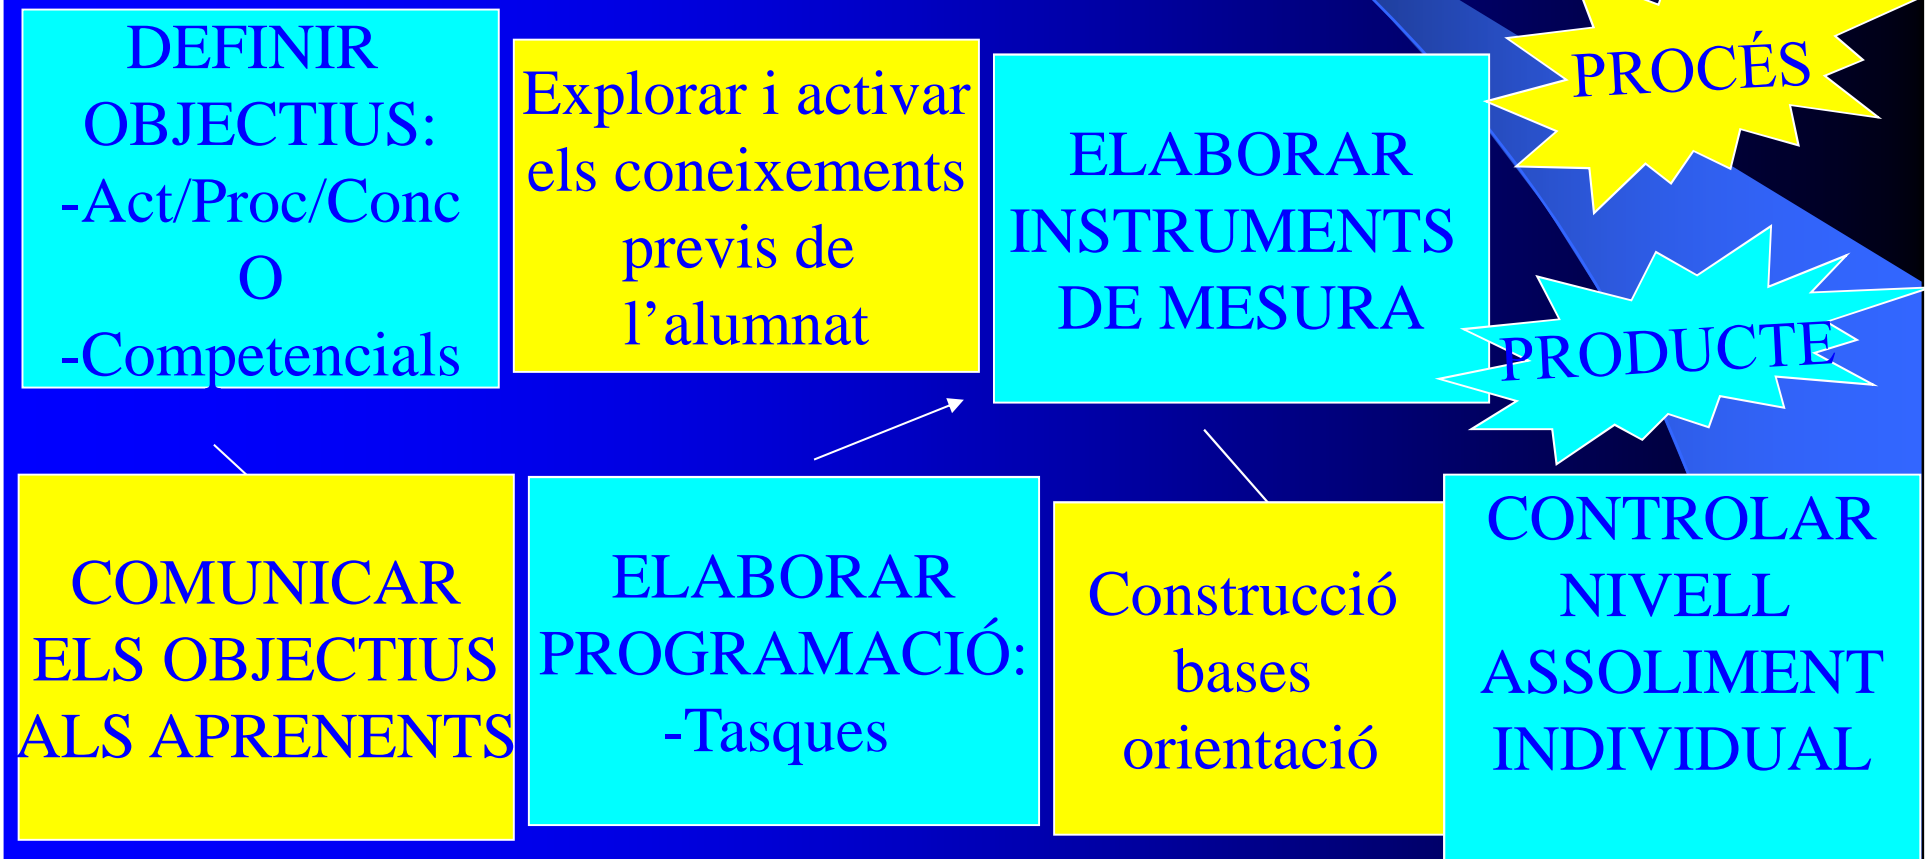 DEFINIR
OBJECTIUS:
-Act/Proc/Conc
O
-Competencials
Explorar i activar
els coneixements
previs de
l’alumnat
ELABORAR
INSTRUMENTS
DE MESURA
PROCÉS
PRODUCTE
COMUNICAR
ELS OBJECTIUS
ALS APRENENTS
ELABORAR
PROGRAMACIÓ:
-Tasques
Construcció
bases
orientació
CONTROLAR
NIVELL
ASSOLIMENT
INDIVIDUAL